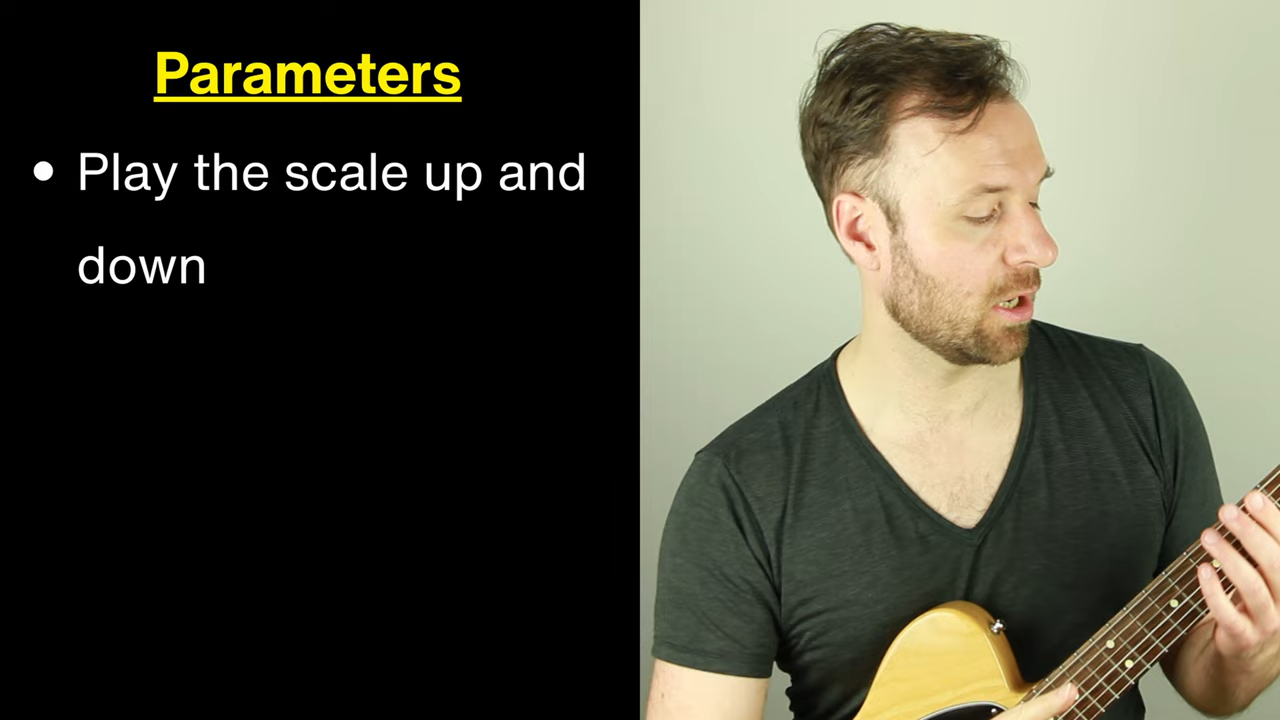 Parameters
• Play the scale up and
down